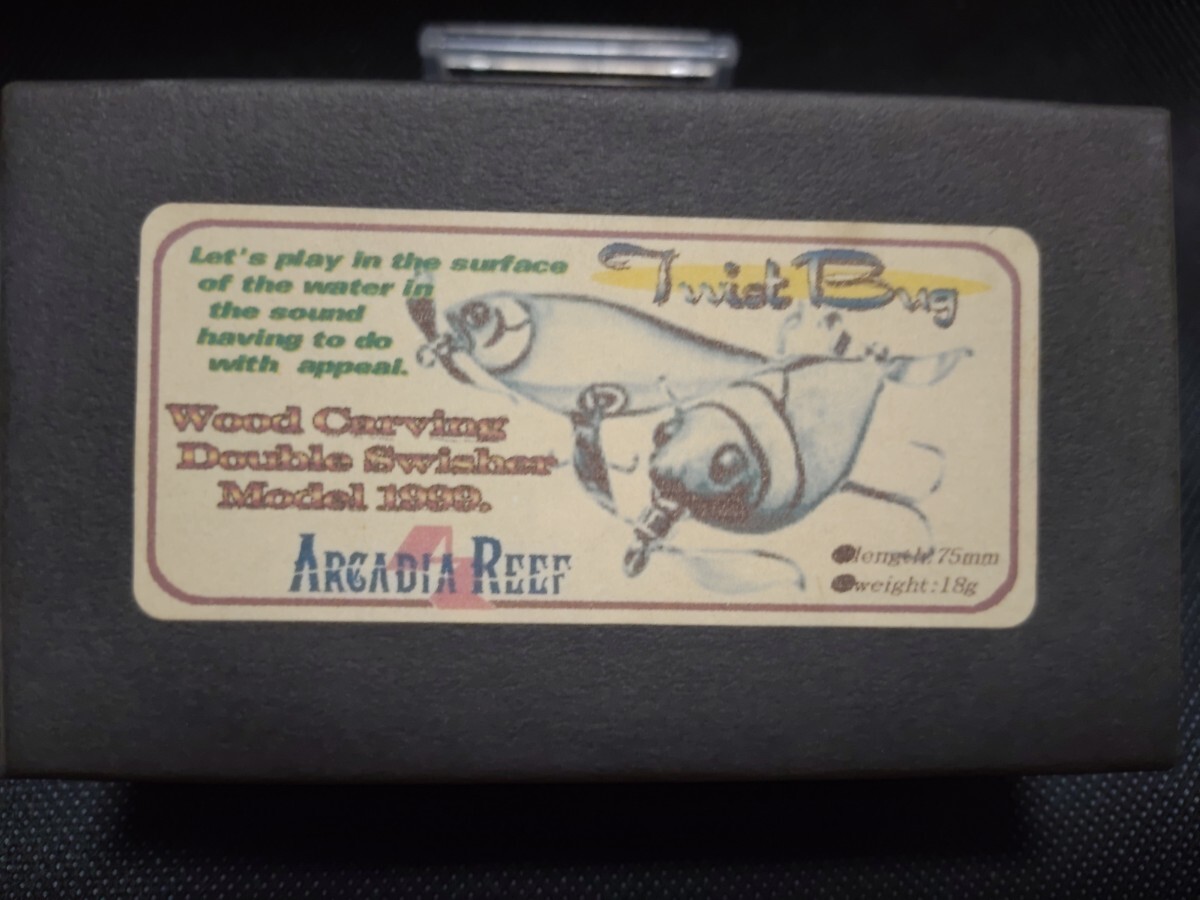 Let's play in the surface
of the water in
the sound
having to do
with appeal.
Twist Bug
Wood Carving
Double Swisher
Model 1999.
4
ARCADIA REEF
●length:75mm
●weight:18g